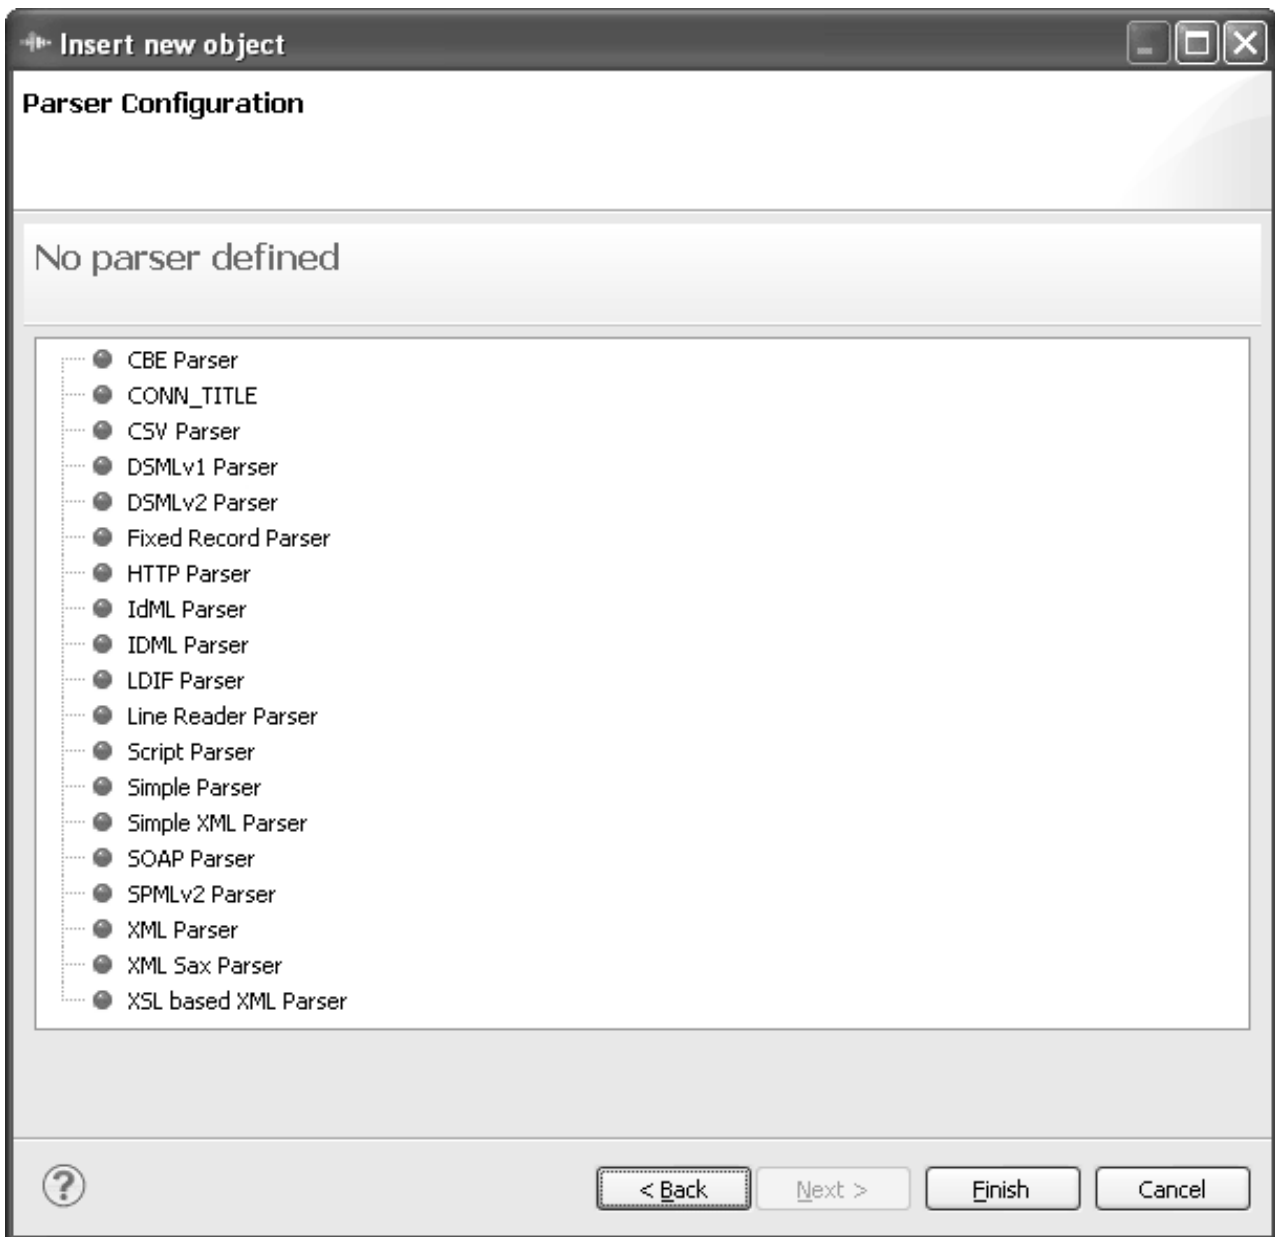 Insert new object
Parser Configuration
No parser defined
CBE Parser
CONN_TITLE
CSV Parser
DSMLv1 Parser
DSMLv2 Parser
Fixed Record Parser
HTTP Parser
IdML Parser
IDML Parser
LDIF Parser
Line Reader Parser
Script Parser
Simple Parser
Simple XML Parser
SOAP Parser
SPMLv2 Parser
XML Parser
XML Sax Parser
XSL based XML Parser
? < Back Next > Finish Cancel